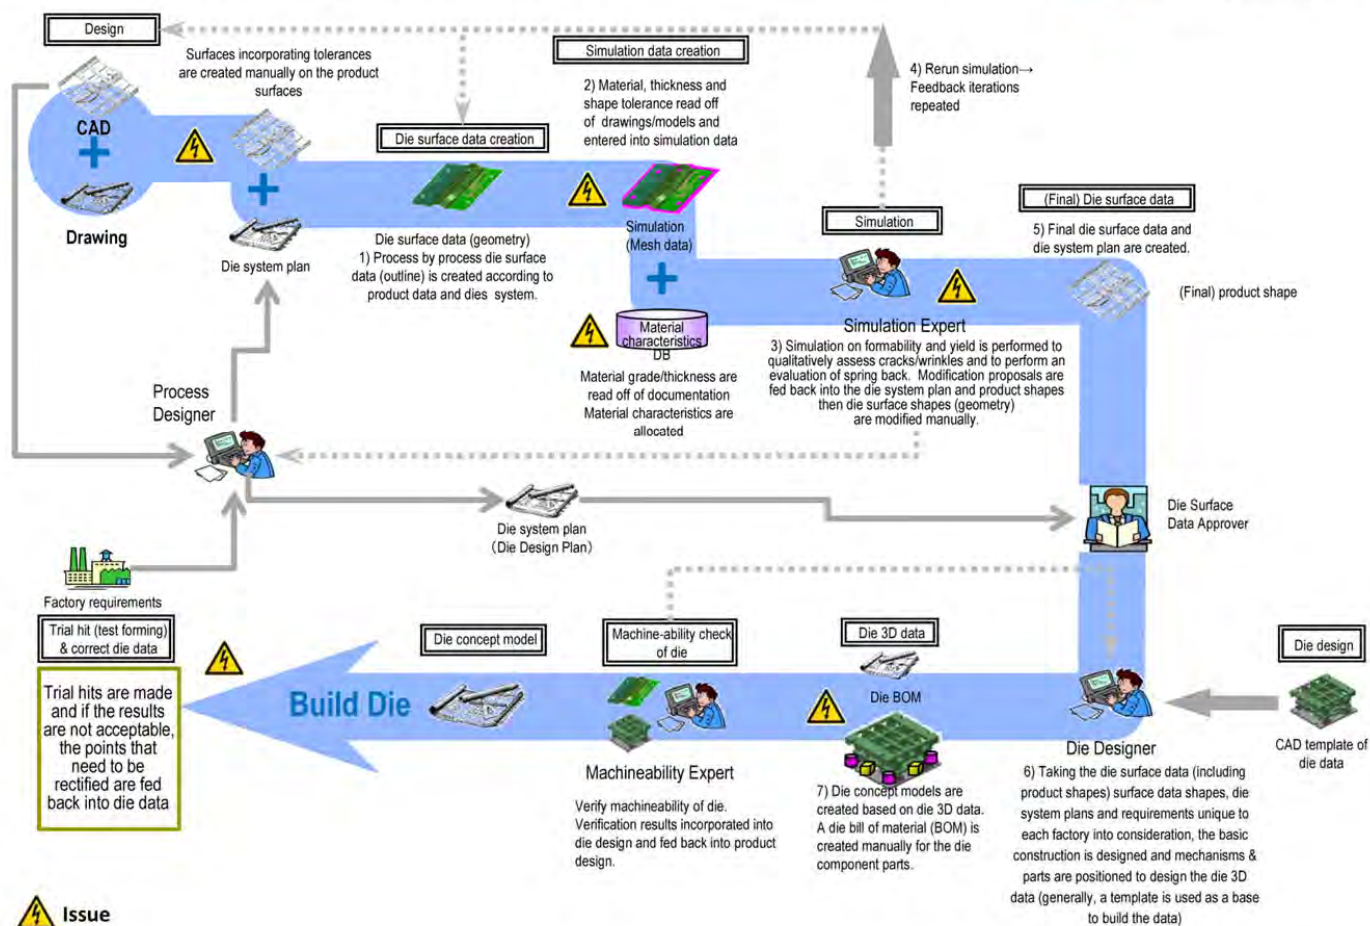 Design
Surfaces incorporating tolerances
are created manually on the product
surfaces
Simulation data creation
2) Material, thickness and
shape tolerance read off
of drawings/models and
entered into simulation data
4) Rerun simulation→
Feedback iterations
repeated
CAD
+
Drawing
+
Die system plan
Die surface data creation
Die surface data (geometry)
1) Process by process die surface
data (outline) is created according to
product data and dies system.
Simulation
(Mesh data)
+
Material
characteristics
DB
Material grade/thickness are
read off of documentation
Material characteristics are
allocated
Simulation
Simulation Expert
3) Simulation on formability and yield is performed to
qualitatively assess cracks/wrinkles and to perform an
evaluation of spring back. Modification proposals are
fed back into the die system plan and product shapes
then die surface shapes (geometry)
are modified manually.
(Final) Die surface data
5) Final die surface data and
die system plan are created.
(Final) product shape
Process
Designer
Die system plan
(Die Design Plan)
Die Surface
Data Approver
Factory requirements
Trial hit (test forming)
& correct die data
Trial hits are made
and if the results
are not acceptable,
the points that
need to be
rectified are fed
back into die data
Build Die
Die concept model
Machine-ability check
of die
Machineability Expert
Verify machineability of die.
Verification results incorporated into
die design and fed back into product
design.
Die 3D data
Die BOM
7) Die concept models are
created based on die 3D data.
A die bill of material (BOM) is
created manually for the die
component parts.
Die Designer
6) Taking the die surface data (including
product shapes) surface data shapes, die
system plans and requirements unique to
each factory into consideration, the basic
construction is designed and mechanisms &
parts are positioned to design the die 3D
data (generally, a template is used as a base
to build the data)
Die design
CAD template of
die data
Issue